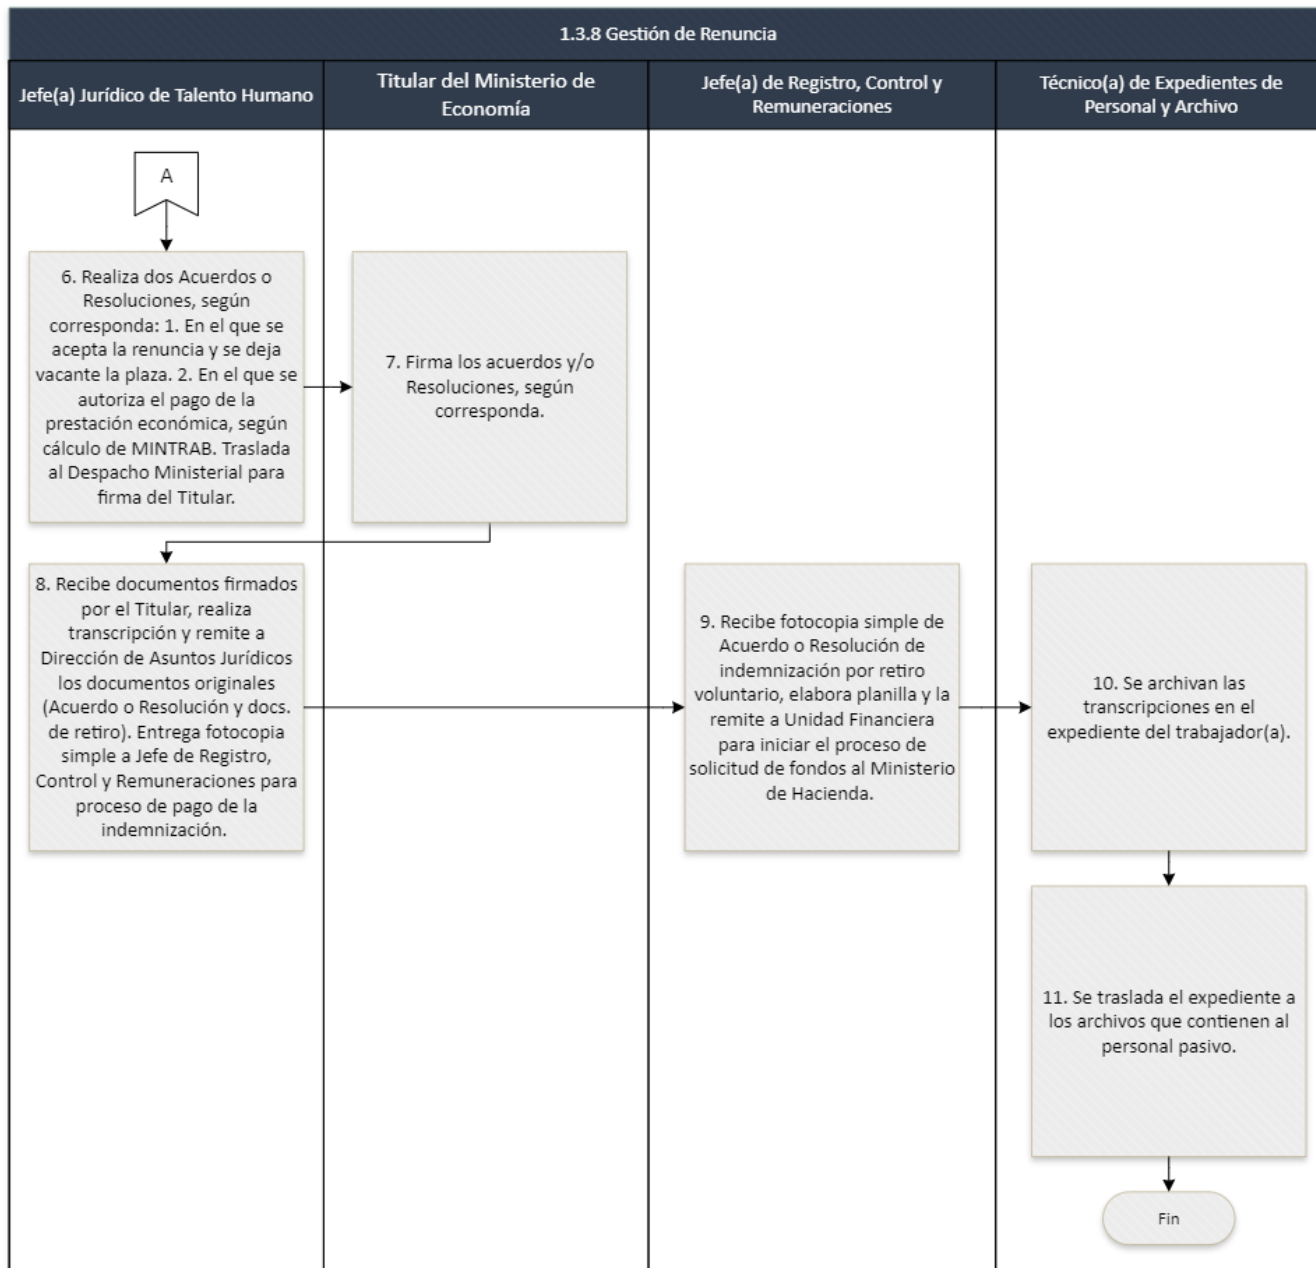 1.3.8 Gestión de Renuncia
Jefe(a) Jurídico de Talento Humano
Titular del Ministerio de
Economía
Jefe(a) de Registro, Control y
Remuneraciones
Técnico(a) de Expedientes de
Personal y Archivo
A
6. Realiza dos Acuerdos o
Resoluciones, según
corresponda: 1. En el que se
acepta la renuncia y se deja
vacante la plaza. 2. En el que se
autoriza el pago de la
prestación económica, según
cálculo de MINTRAB. Traslada
al Despacho Ministerial para
firma del Titular.
7. Firma los acuerdos y/o
Resoluciones, según
corresponda.
8. Recibe documentos firmados
por el Titular, realiza
transcripción y remite a
Dirección de Asuntos Jurídicos
los documentos originales
(Acuerdo o Resolución y docs.
de retiro). Entrega fotocopia
simple a Jefe de Registro,
Control y Remuneraciones para
proceso de pago de la
indemnización.
9. Recibe fotocopia simple de
Acuerdo o Resolución de
indemnización por retiro
voluntario, elabora planilla y la
remite a Unidad Financiera
para iniciar el proceso de
solicitud de fondos al Ministerio
de Hacienda.
10. Se archivan las
transcripciones en el
expediente del trabajador(a).
11. Se traslada el expediente a
los archivos que contienen al
personal pasivo.
Fin